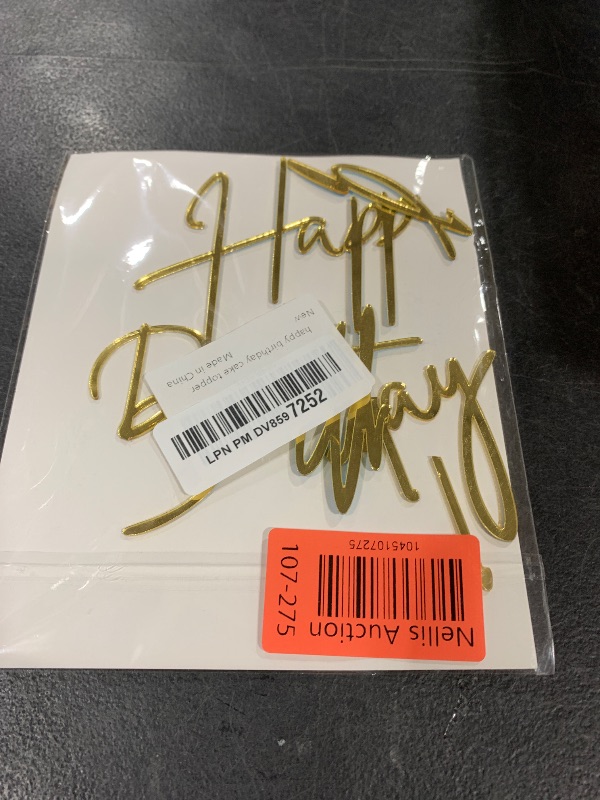 Happy
Birthday
New
happy birthday cake topper
Made in China
LPN PM DV8597252
1045107275
Nellis Auction
107-275